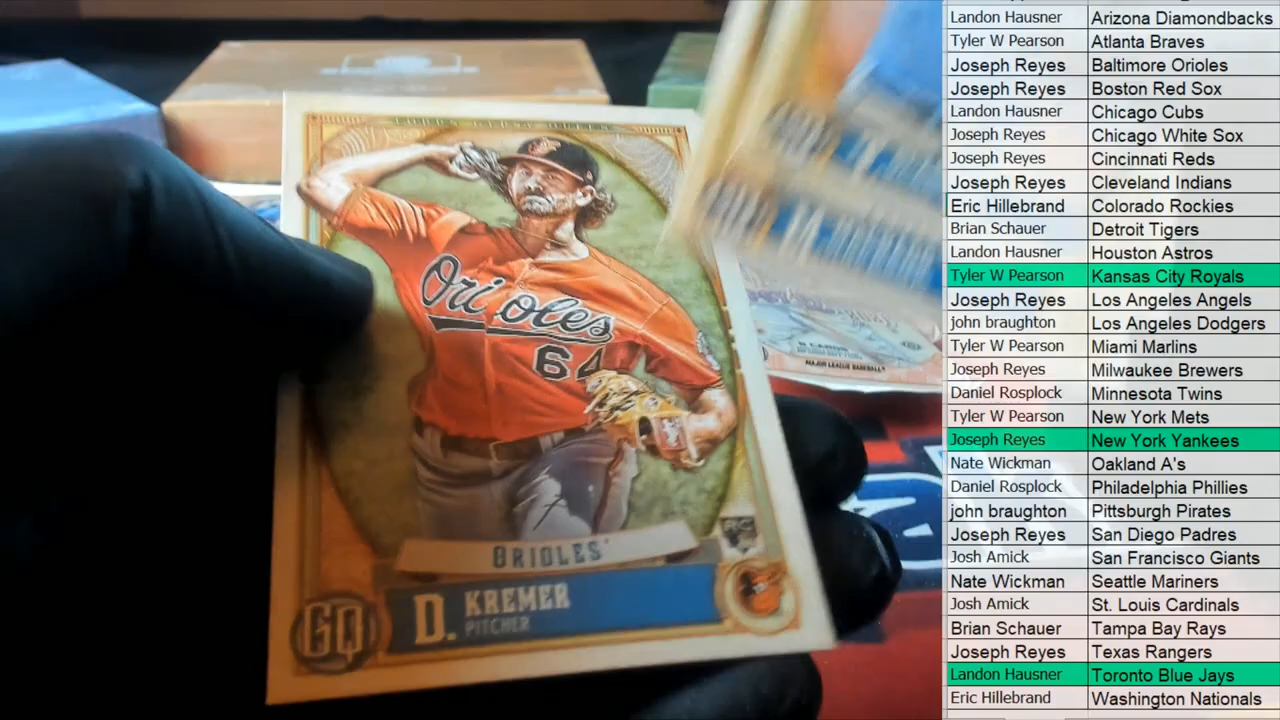 TOPPS GYPSY QUEEN
Orioles
64
ORIOLES
D. KREMER
PITCHER
GQ
MAJOR LEAGUE BASEBALL
Landon Hausner Arizona Diamondbacks
Tyler W Pearson Atlanta Braves
Joseph Reyes Baltimore Orioles
Joseph Reyes Boston Red Sox
Landon Hausner Chicago Cubs
Joseph Reyes Chicago White Sox
Joseph Reyes Cincinnati Reds
Joseph Reyes Cleveland Indians
Eric Hillebrand Colorado Rockies
Brian Schauer Detroit Tigers
Landon Hausner Houston Astros
Tyler W Pearson Kansas City Royals
Joseph Reyes Los Angeles Angels
john braughton Los Angeles Dodgers
Tyler W Pearson Miami Marlins
Joseph Reyes Milwaukee Brewers
Daniel Rosplock Minnesota Twins
Tyler W Pearson New York Mets
Joseph Reyes New York Yankees
Nate Wickman Oakland A's
Daniel Rosplock Philadelphia Phillies
john braughton Pittsburgh Pirates
Joseph Reyes San Diego Padres
Josh Amick San Francisco Giants
Nate Wickman Seattle Mariners
Josh Amick St. Louis Cardinals
Brian Schauer Tampa Bay Rays
Joseph Reyes Texas Rangers
Landon Hausner Toronto Blue Jays
Eric Hillebrand Washington Nationals